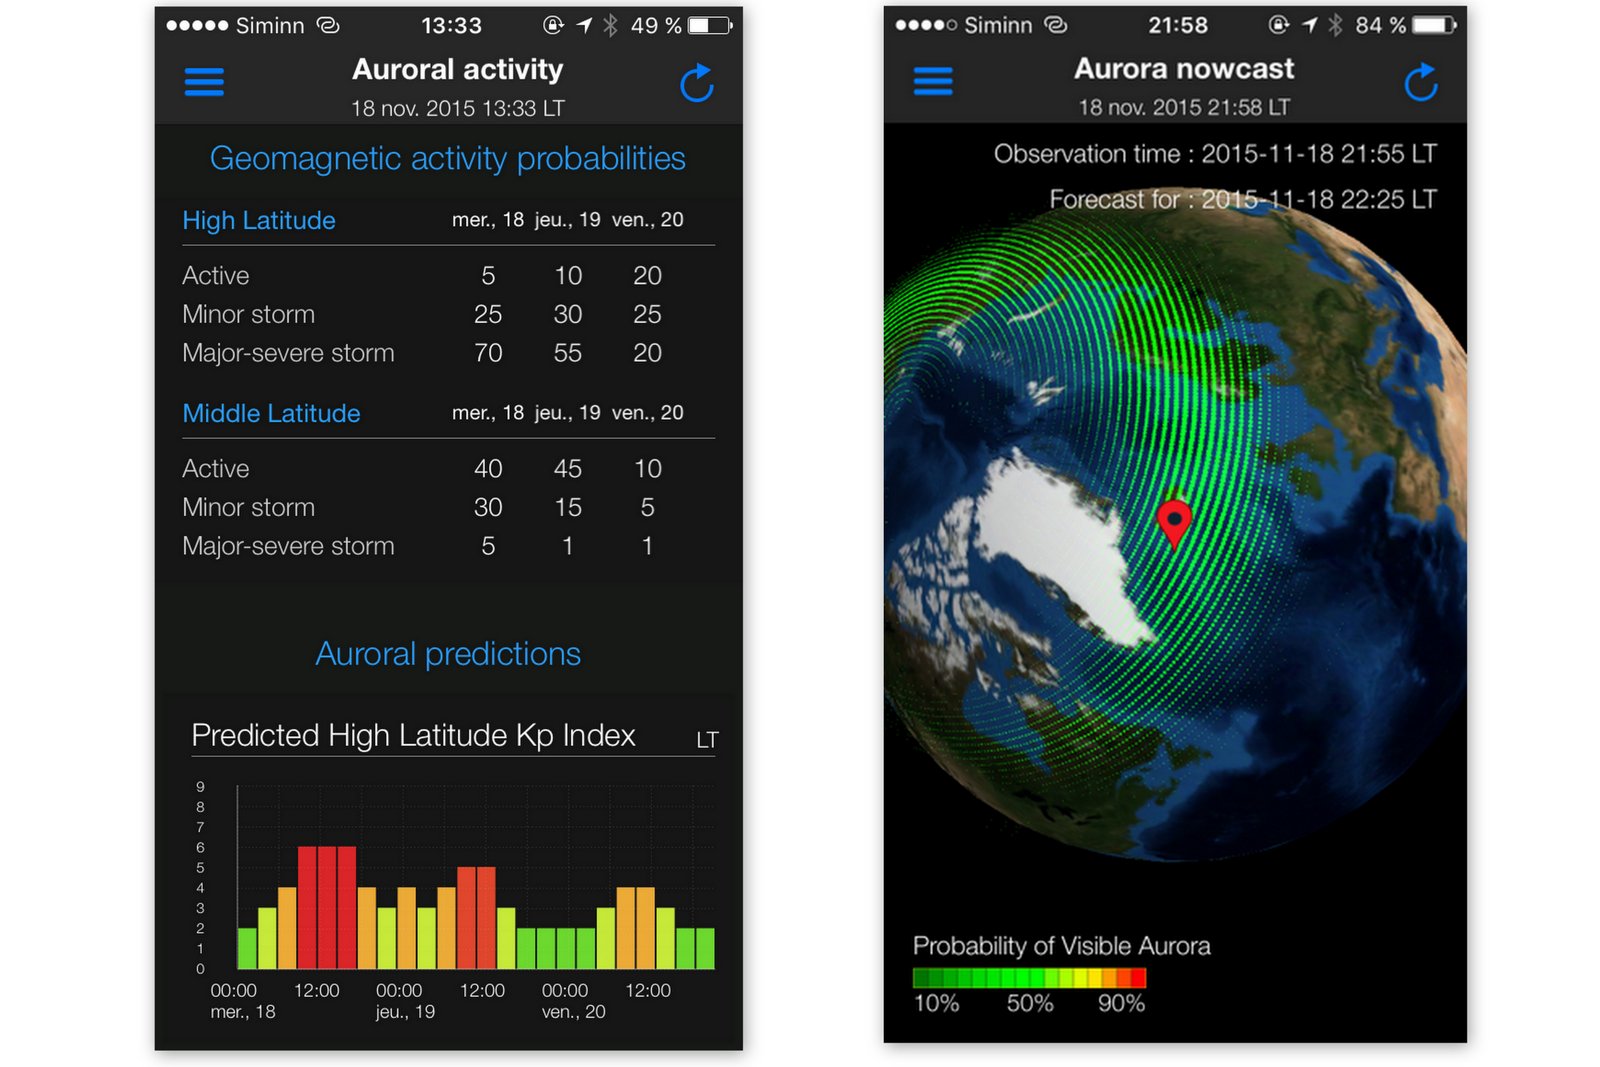 Siminn 13:33 49 %
Auroral activity
18 nov. 2015 13:33 LT
Geomagnetic activity probabilities
High Latitude mer., 18 jeu., 19 ven., 20
Active 5 10 20
Minor storm 25 30 25
Major-severe storm 70 55 20
Middle Latitude mer., 18 jeu., 19 ven., 20
Active 40 45 10
Minor storm 30 15 5
Major-severe storm 5 1 1
Auroral predictions
Predicted High Latitude Kp Index LT
9
8
7
6
5
4
3
2
1
0
00:00 12:00 00:00 12:00 00:00 12:00
mer., 18 jeu., 19 ven., 20
Siminn 21:58 84 %
Aurora nowcast
18 nov. 2015 21:58 LT
Observation time : 2015-11-18 21:55 LT
Forecast for : 2015-11-18 22:25 LT
Probability of Visible Aurora
10% 50% 90%